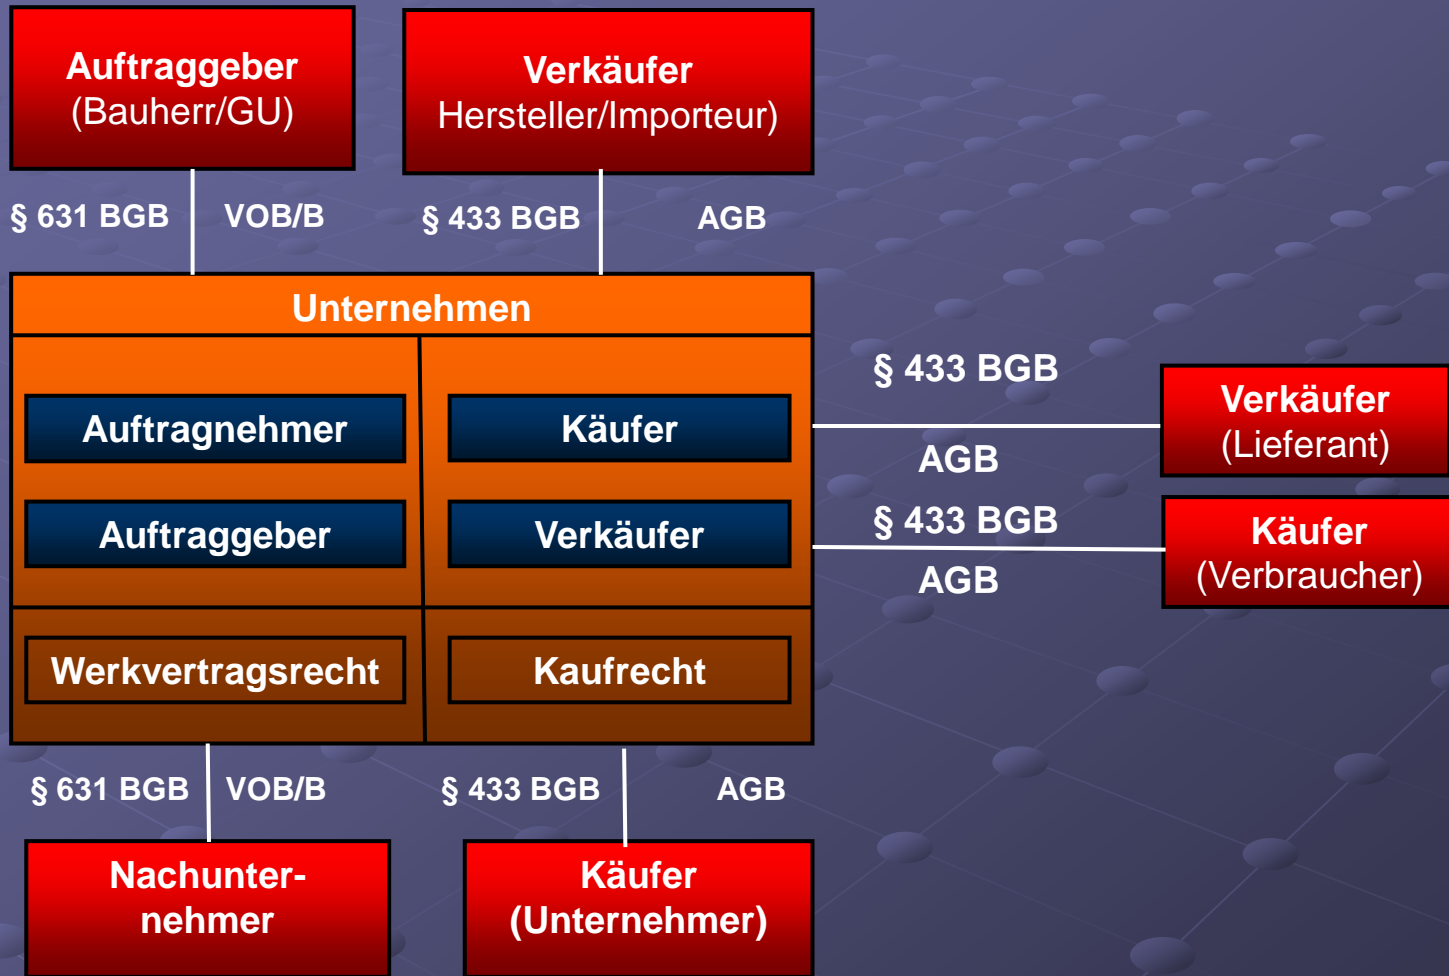 Auftraggeber
(Bauherr/GU)
Verkäufer
Hersteller/Importeur)
§ 631 BGB
VOB/B
§ 433 BGB
AGB
Unternehmen
Auftragnehmer
Käufer
Auftraggeber
Verkäufer
Werkvertragsrecht
Kaufrecht
§ 433 BGB
AGB
Verkäufer
(Lieferant)
§ 433 BGB
AGB
Käufer
(Verbraucher)
§ 631 BGB
VOB/B
§ 433 BGB
AGB
Nachunter-
nehmer
Käufer
(Unternehmer)